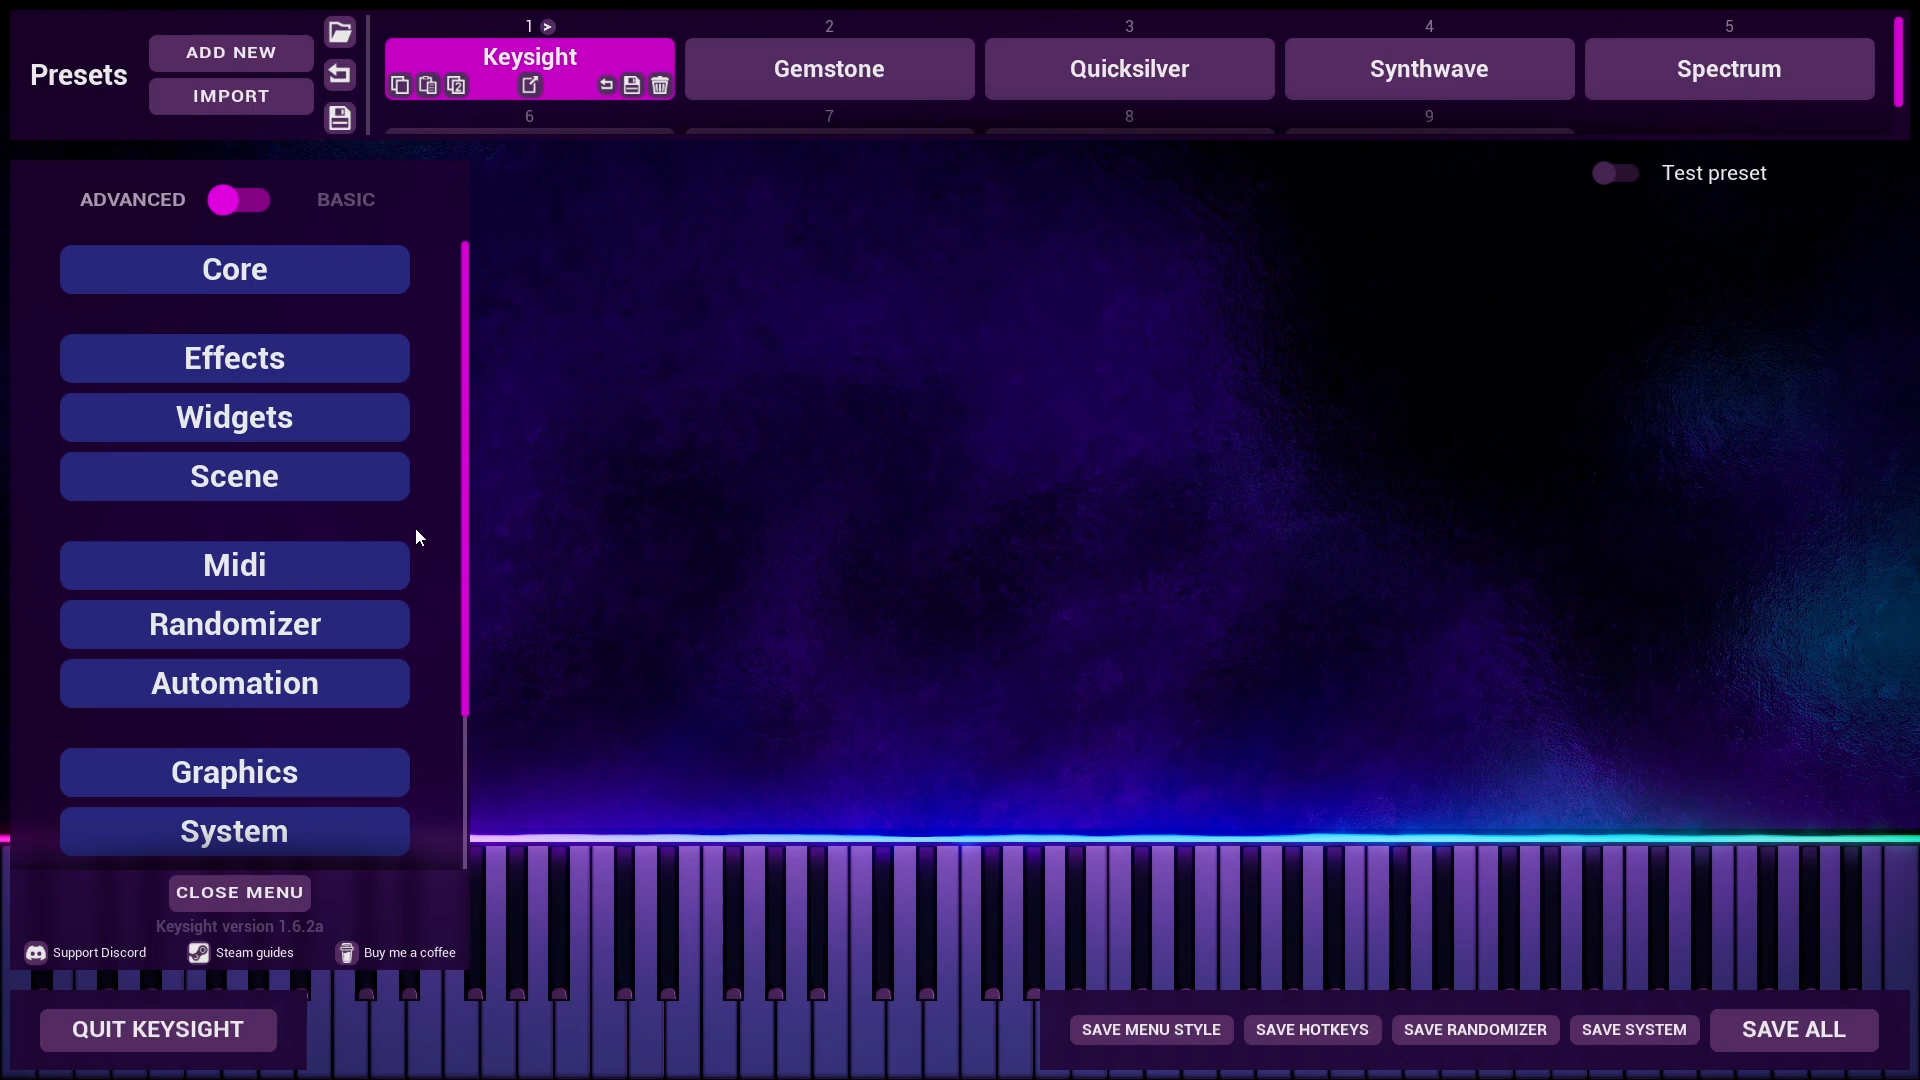 Presets
ADD NEW
IMPORT
1 >
2
3
4
5
Keysight
Gemstone
Quicksilver
Synthwave
Spectrum
2
6
7
8
9
ADVANCED
BASIC
Test preset
Core
Effects
Widgets
Scene
Midi
Randomizer
Automation
Graphics
System
CLOSE MENU
Keysight version 1.6.2a
Support Discord
Steam guides
Buy me a coffee
QUIT KEYSIGHT
SAVE MENU STYLE
SAVE HOTKEYS
SAVE RANDOMIZER
SAVE SYSTEM
SAVE ALL